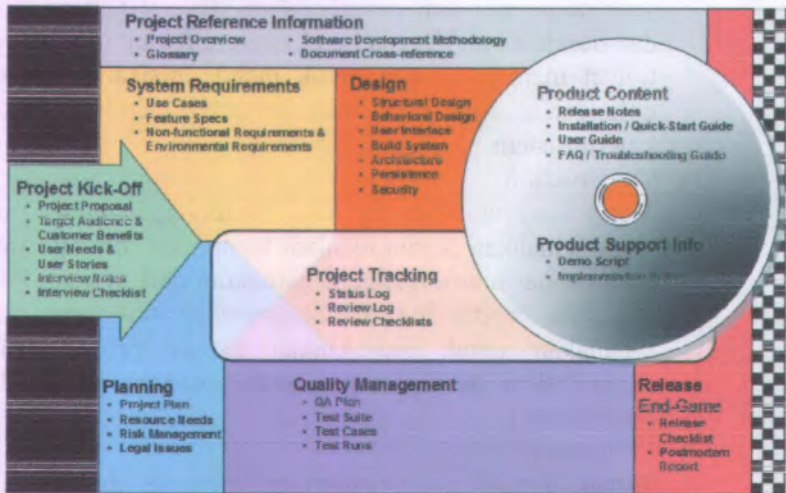 Project Reference Information
• Project Overview
• Glossary
• Software Development Methodology
• Document Cross-reference
System Requirements
• Use Cases
• Feature Specs
• Non-functional Requirements &
Environmental Requirements
Design
• Structural Design
• Behavioral Design
• User Interface
• Build System
• Architecture
• Persistence
• Security
Product Content
• Release Notes
• Installation / Quick-Start Guide
• User Guide
• FAQ / Troubleshooting Guide
Project Kick-Off
• Project Proposal
• Target Audience &
Customer Benefits
• User Needs &
User Stories
• Interview Notes
• Interview Checklist
Product Support Info
• Demo Script
• Implementation
Project Tracking
• Status Log
• Review Log
• Review Checklists
Planning
• Project Plan
• Resource Needs
• Risk Management
• Legal Issues
Quality Management
• QA Plan
• Test Suite
• Test Cases
• Test Runs
Release
End-Game
• Release
Checklist
• Postmortem
Report